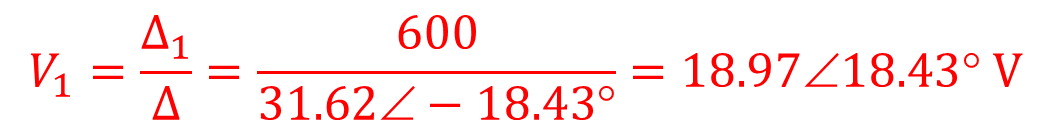 V₁ = Δ₁/Δ = 600/31.62∠ − 18.43° = 18.97∠18.43° V